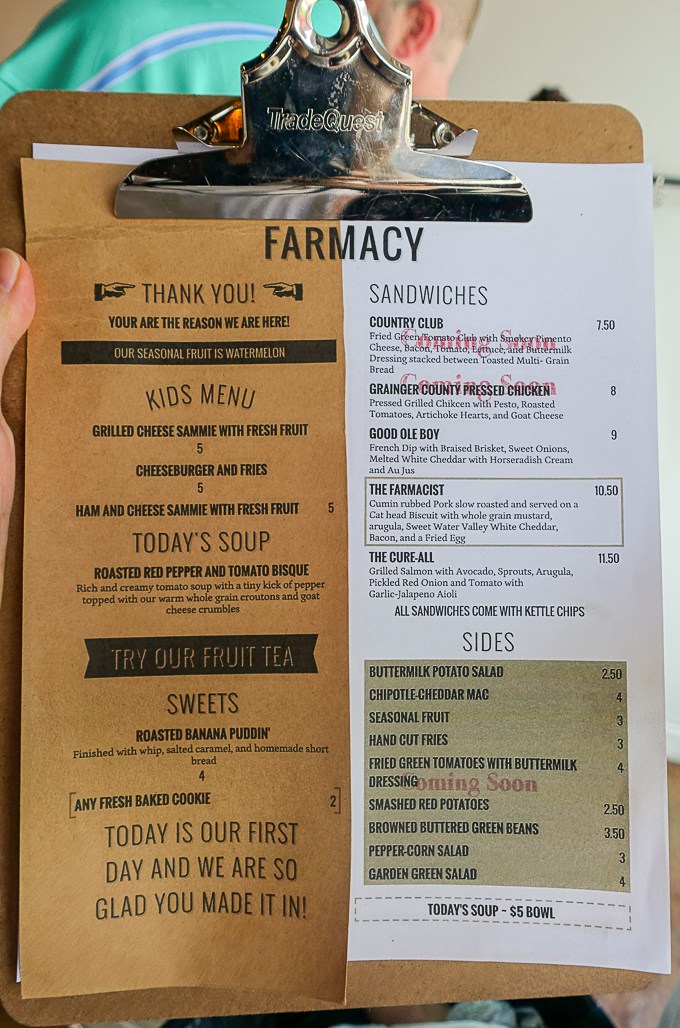 TradeQuest
FARMACY
THANK YOU!
YOUR ARE THE REASON WE ARE HERE!
OUR SEASONAL FRUIT IS WATERMELON
KIDS MENU
GRILLED CHEESE SAMMIE WITH FRESH FRUIT
5
CHEESEBURGER AND FRIES
5
HAM AND CHEESE SAMMIE WITH FRESH FRUIT 5
TODAY'S SOUP
ROASTED RED PEPPER AND TOMATO BISQUE
Rich and creamy tomato soup with a tiny kick of pepper
topped with our warm whole grain croutons and goat
cheese crumbles
TRY OUR FRUIT TEA
SWEETS
ROASTED BANANA PUDDIN'
Finished with whip, salted caramel, and homemade short
bread
4
ANY FRESH BAKED COOKIE 2
TODAY IS OUR FIRST
DAY AND WE ARE SO
GLAD YOU MADE IT IN!
SANDWICHES
COUNTRY CLUB 7.50
Coming Soon
Fried Green Tomato Club with Smokey Pimento
Cheese, Bacon, Tomato, Lettuce, and Buttermilk
Dressing stacked between Toasted Multi- Grain
Bread
Coming Soon
GRAINGER COUNTY PRESSED CHICKEN 8
Pressed Grilled Chikcen with Pesto, Roasted
Tomatoes, Artichoke Hearts, and Goat Cheese
GOOD OLE BOY 9
French Dip with Braised Brisket, Sweet Onions,
Melted White Cheddar with Horseradish Cream
and Au Jus
THE FARMACIST 10.50
Cumin rubbed Pork slow roasted and served on a
Cat head Biscuit with whole grain mustard,
arugula, Sweet Water Valley White Cheddar,
Bacon, and a Fried Egg
THE CURE-ALL 11.50
Grilled Salmon with Avocado, Sprouts, Arugula,
Pickled Red Onion and Tomato with
Garlic-Jalapeno Aioli
ALL SANDWICHES COME WITH KETTLE CHIPS
SIDES
BUTTERMILK POTATO SALAD 2.50
CHIPOTLE-CHEDDAR MAC 4
SEASONAL FRUIT 3
HAND CUT FRIES 3
FRIED GREEN TOMATOES WITH BUTTERMILK 4
DRESSING Coming Soon
SMASHED RED POTATOES 2.50
BROWNED BUTTERED GREEN BEANS 3.50
PEPPER-CORN SALAD 3
GARDEN GREEN SALAD 4
TODAY'S SOUP ~ $5 BOWL